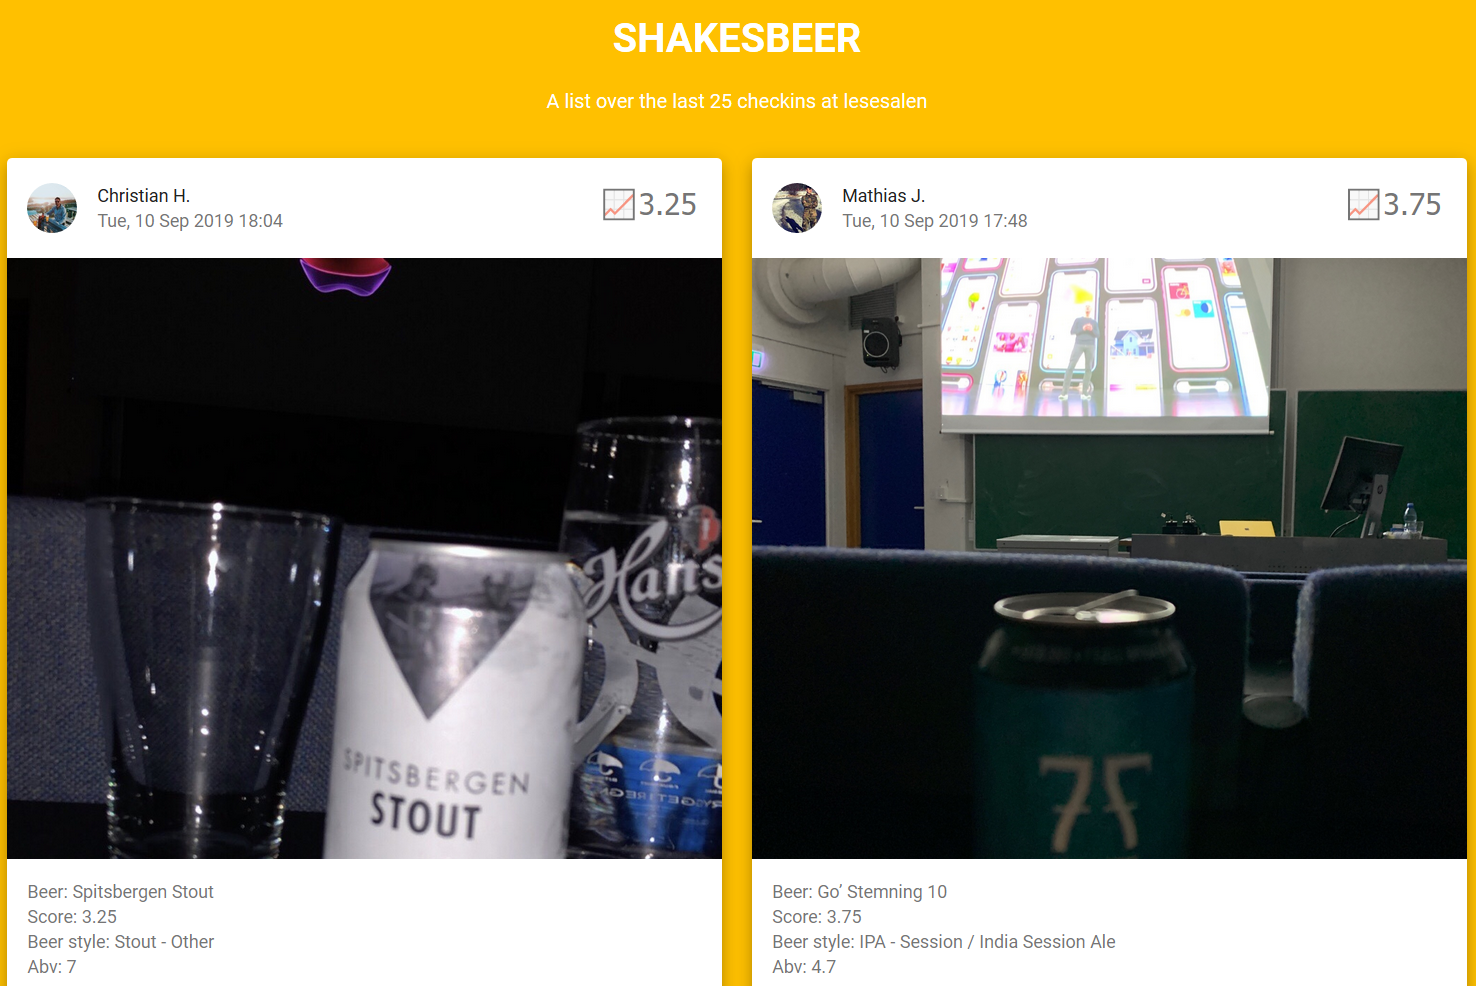 SHAKESBEER
A list over the last 25 checkins at lesesalen
Christian H.
Tue, 10 Sep 2019 18:04
3.25
Hans
SPITSBERGEN
STOUT
Beer: Spitsbergen Stout
Score: 3.25
Beer style: Stout - Other
Abv: 7
Mathias J.
Tue, 10 Sep 2019 17:48
3.75
75
Beer: Go’ Stemning 10
Score: 3.75
Beer style: IPA - Session / India Session Ale
Abv: 4.7